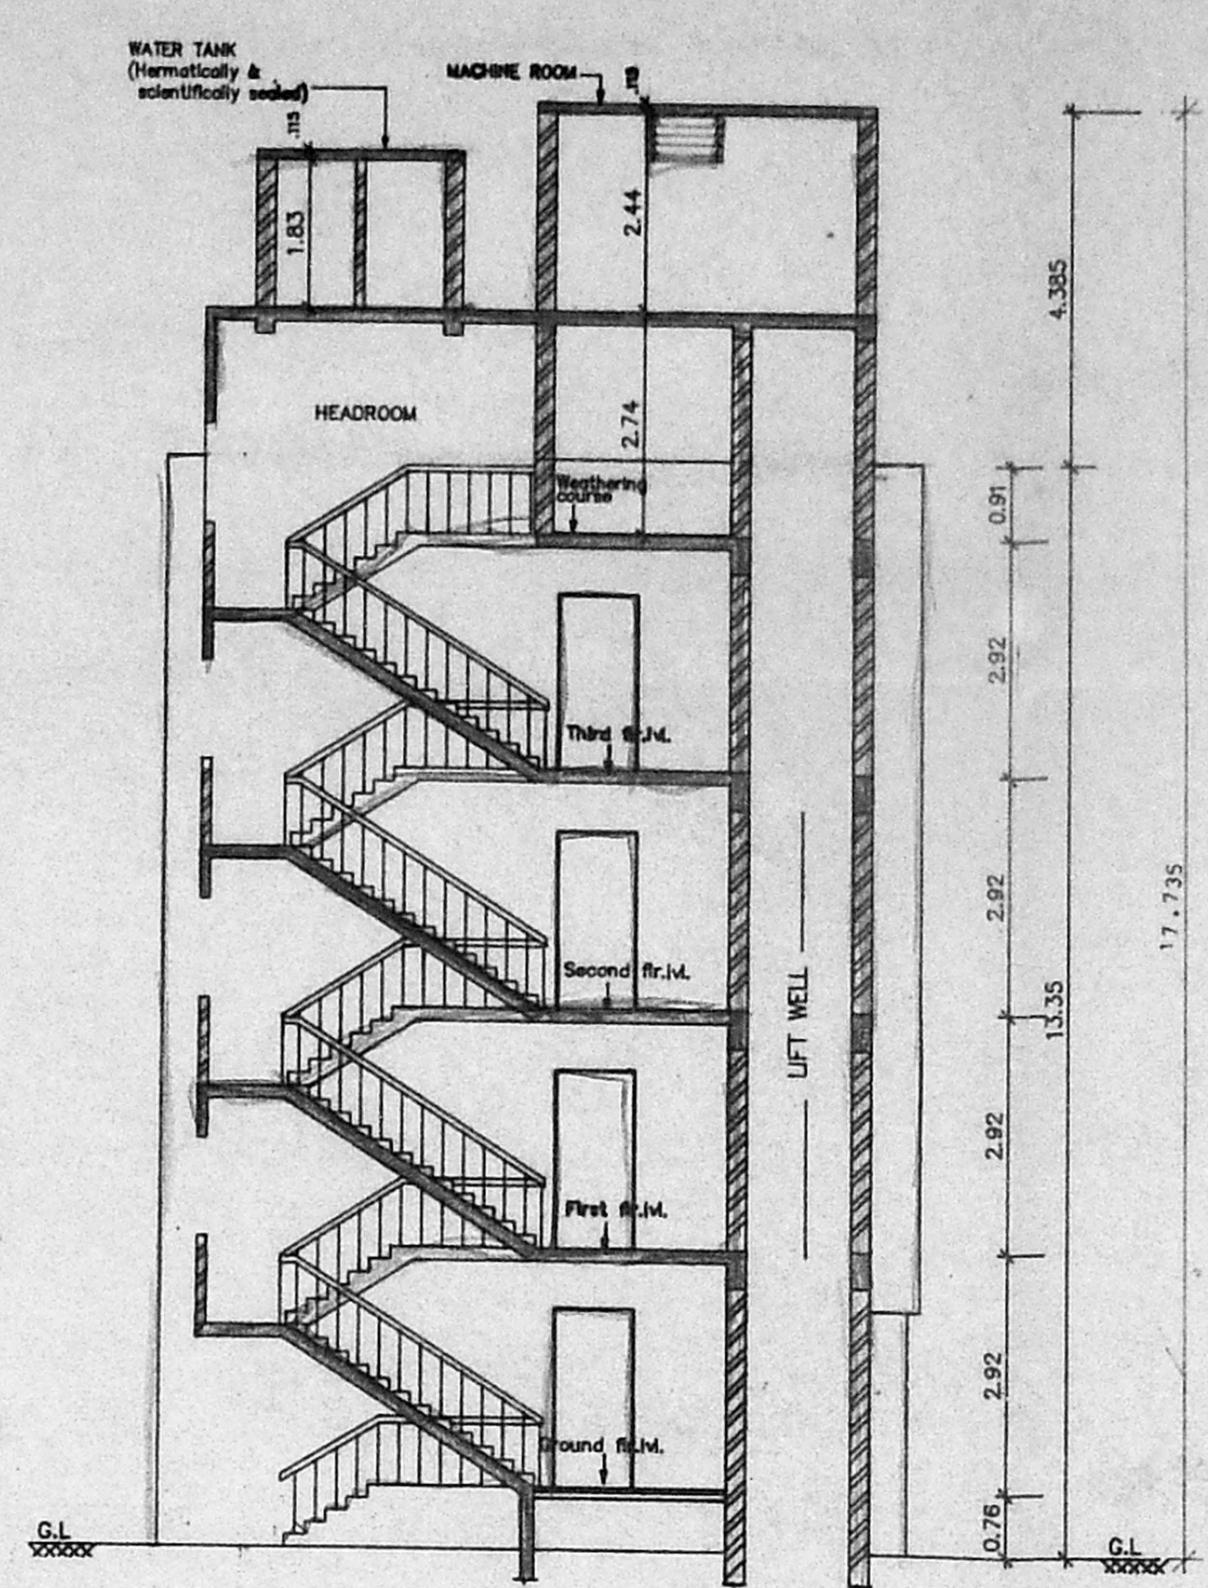 WATER TANK
(Hermatically &
scientifically sealed)
MACHINE ROOM
.115
.115
1.83
2.44
4.385
HEADROOM
2.74
Weathering
course
0.91
2.92
Third flr.lvl.
2.92
17.735
Second flr.lvl.
LIFT WELL
13.35
2.92
First flr.lvl.
2.92
Ground flr.lvl.
0.76
G.L
G.L